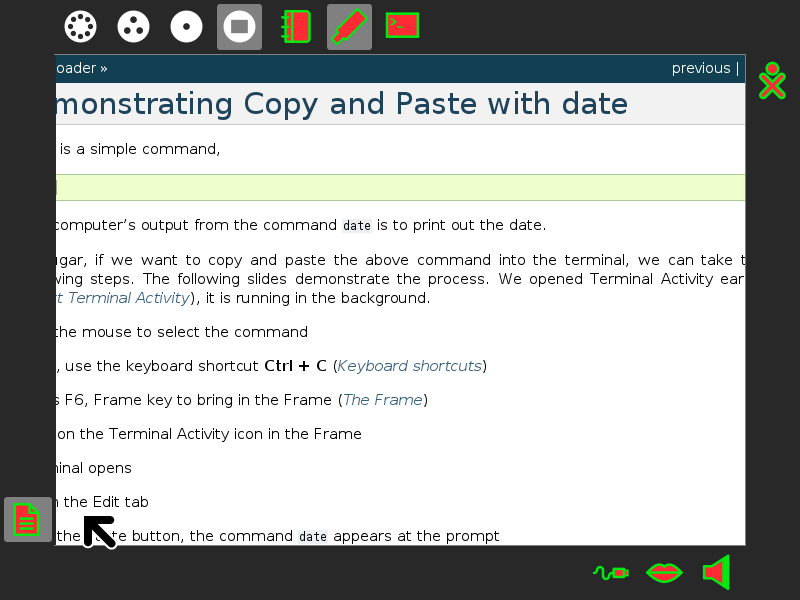 oader » previous |
monstrating Copy and Paste with date
is a simple command,
computer's output from the command date is to print out the date.
ugar, if we want to copy and paste the above command into the terminal, we can take t
wing steps. The following slides demonstrate the process. We opened Terminal Activity ear
t Terminal Activity), it is running in the background.
the mouse to select the command
, use the keyboard shortcut Ctrl + C (Keyboard shortcuts)
s F6, Frame key to bring in the Frame (The Frame)
on the Terminal Activity icon in the Frame
ninal opens
the Edit tab
the button, the command date appears at the prompt